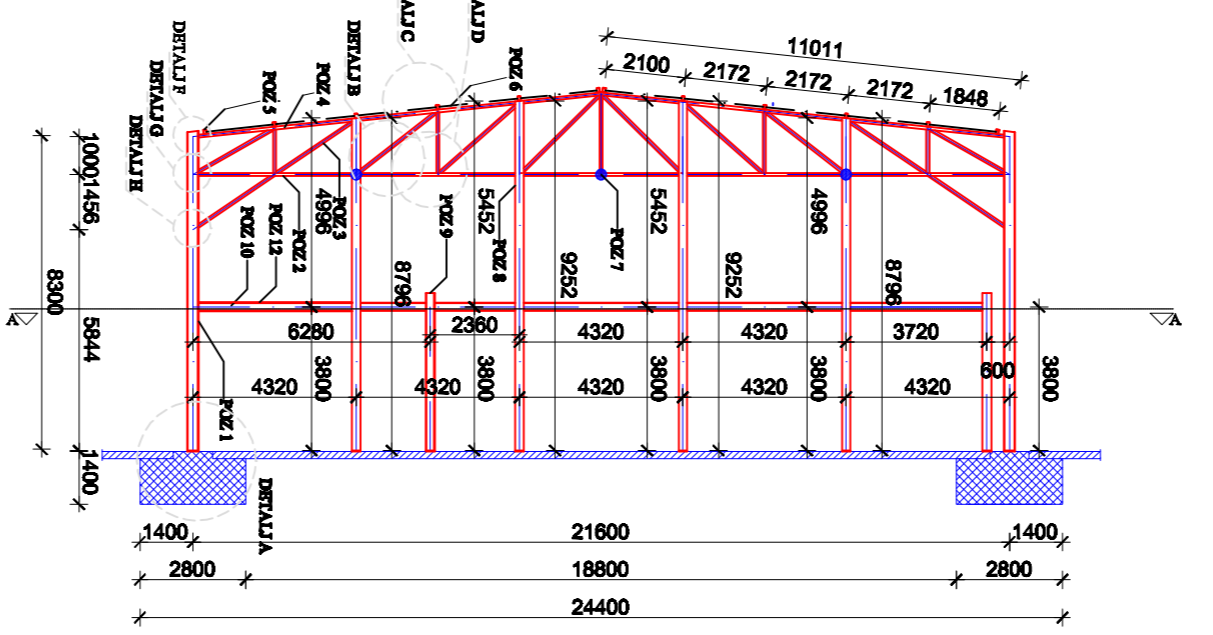 ALJ C
ALJ D
11011
2100
2172
2172
2172
1848
DETALJ F
DETALJ G
DETALJ H
POZ 5
POZ 4
DETALJ B
POZ 6
1000
1456
8300
5844
1400
4996
POZ 3
POZ 2
POZ 12
POZ 10
5452
POZ 9
POZ 8
POZ 7
5452
4996
8796
9252
9252
8796
A
A
6280
2360
4320
4320
3720
600
3800
4320
3800
4320
3800
4320
3800
4320
3800
4320
POZ 1
DETALJ A
1400
21600
1400
2800
18800
2800
24400